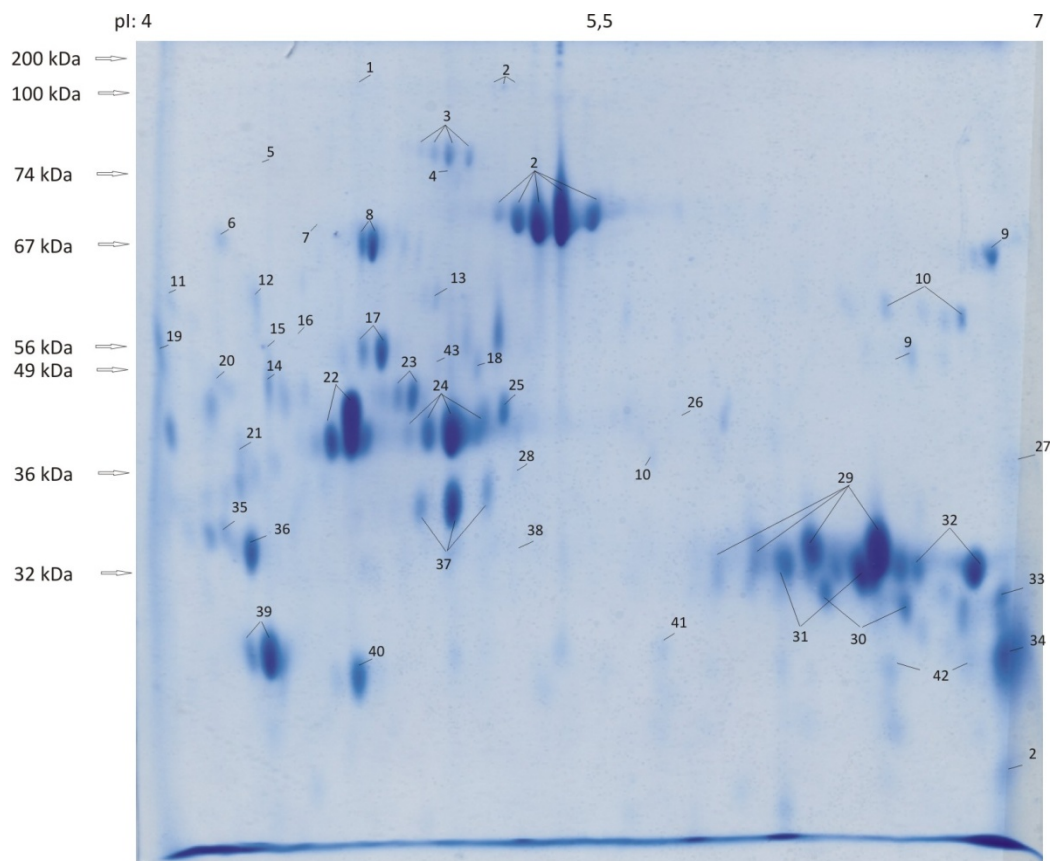 pI: 4 5,5 7
200 kDa
1 2
100 kDa
3
5
74 kDa 4 2
6 7 8 9
67 kDa
11 12 13 10
16
19 15 17
56 kDa 43 18 9
49 kDa 20 14 23
22 24 25 26
21 27
36 kDa 28 10 29
35 36 38 32
37
32 kDa 33
39 31 30
41 34
40 42
2